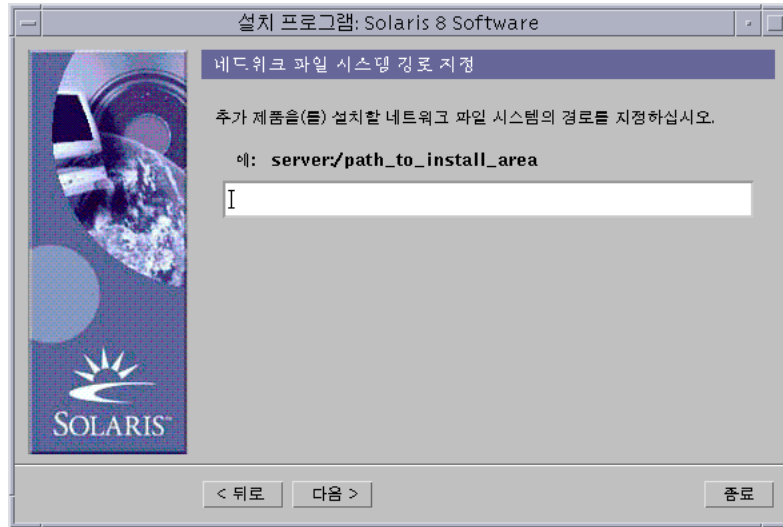 설치 프로그램: Solaris 8 Software
네트워크 파일 시스템 경로 지정
추가 제품을(를) 설치할 네트워크 파일 시스템의 경로를 지정하십시오.
예: server:/path_to_install_area
SOLARIS™
< 뒤로
다음 >
종료